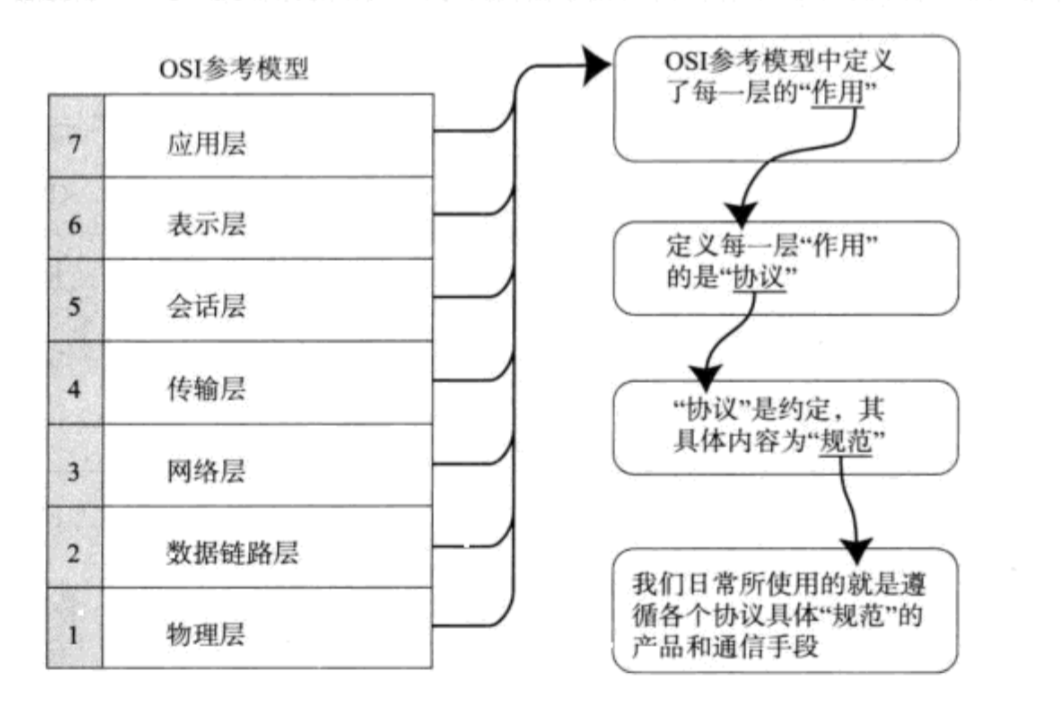 OSI参考模型
7 应用层
6 表示层
5 会话层
4 传输层
3 网络层
2 数据链路层
1 物理层
OSI参考模型中定义
了每一层的“作用”
定义每一层“作用”
的是“协议”
“协议”是约定，其
具体内容为“规范”
我们日常所使用的就是遵
循各个协议具体“规范”的
产品和通信手段